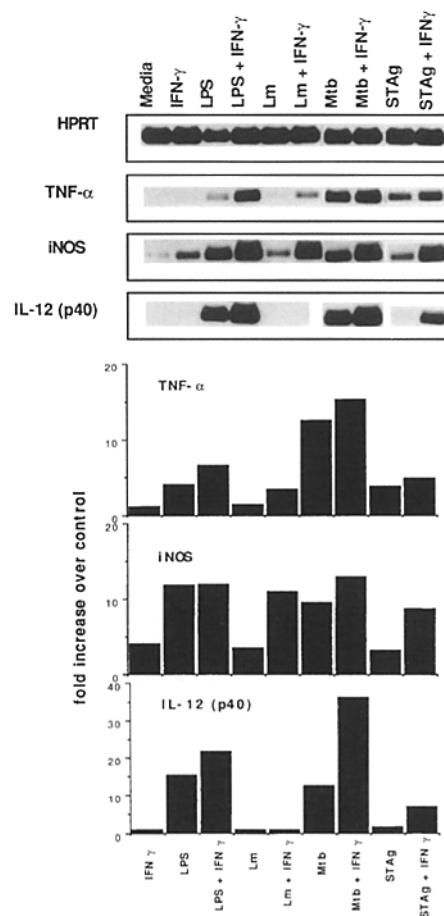 Media
IFN-γ
LPS
LPS + IFN-γ
Lm
Lm + IFN-γ
Mtb
Mtb + IFN-γ
STAg
STAg + IFNγ
HPRT
TNF-α
iNOS
IL-12 (p40)
fold increase over control
TNF- α
20
10
0
iNOS
20
10
0
IL-12 (p40)
40
30
20
10
0
IFN γ
LPS
LPS + IFN γ
Lm
Lm + IFN γ
Mtb
Mtb + IFN γ
STAg
STAg + IFN γ